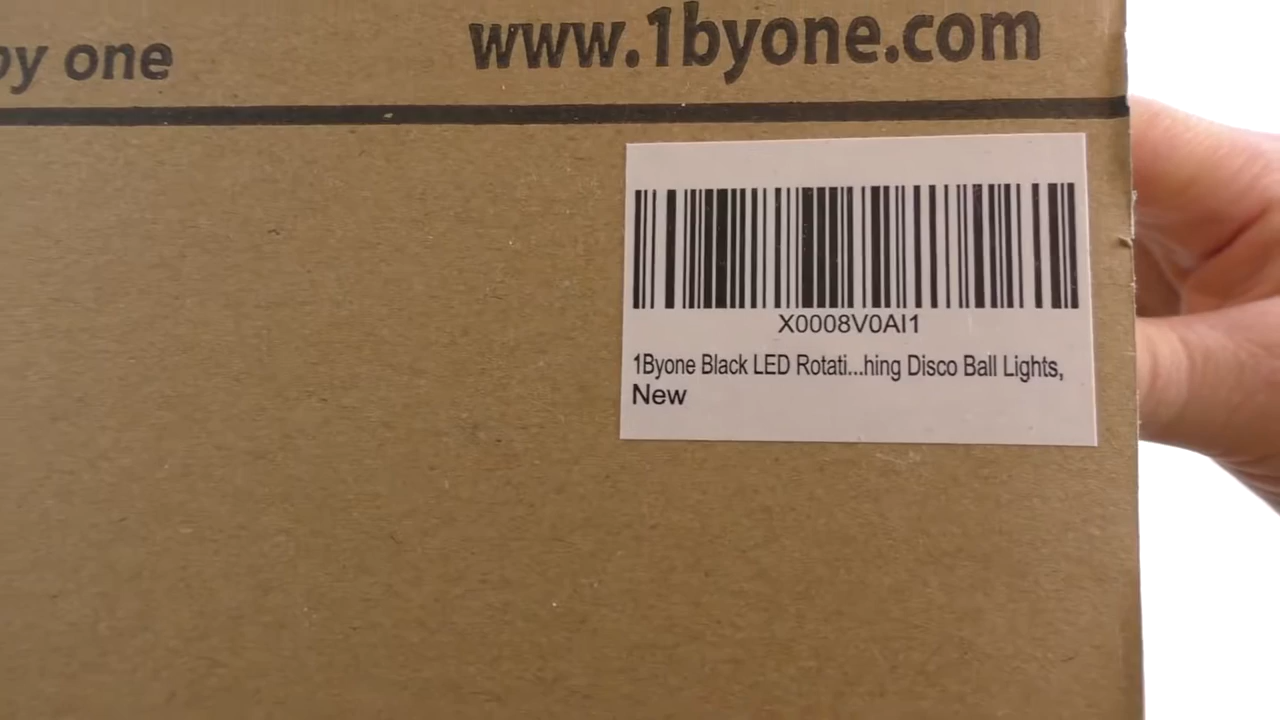 by one
www.1byone.com
X0008V0AI1
1Byone Black LED Rotati...hing Disco Ball Lights,
New